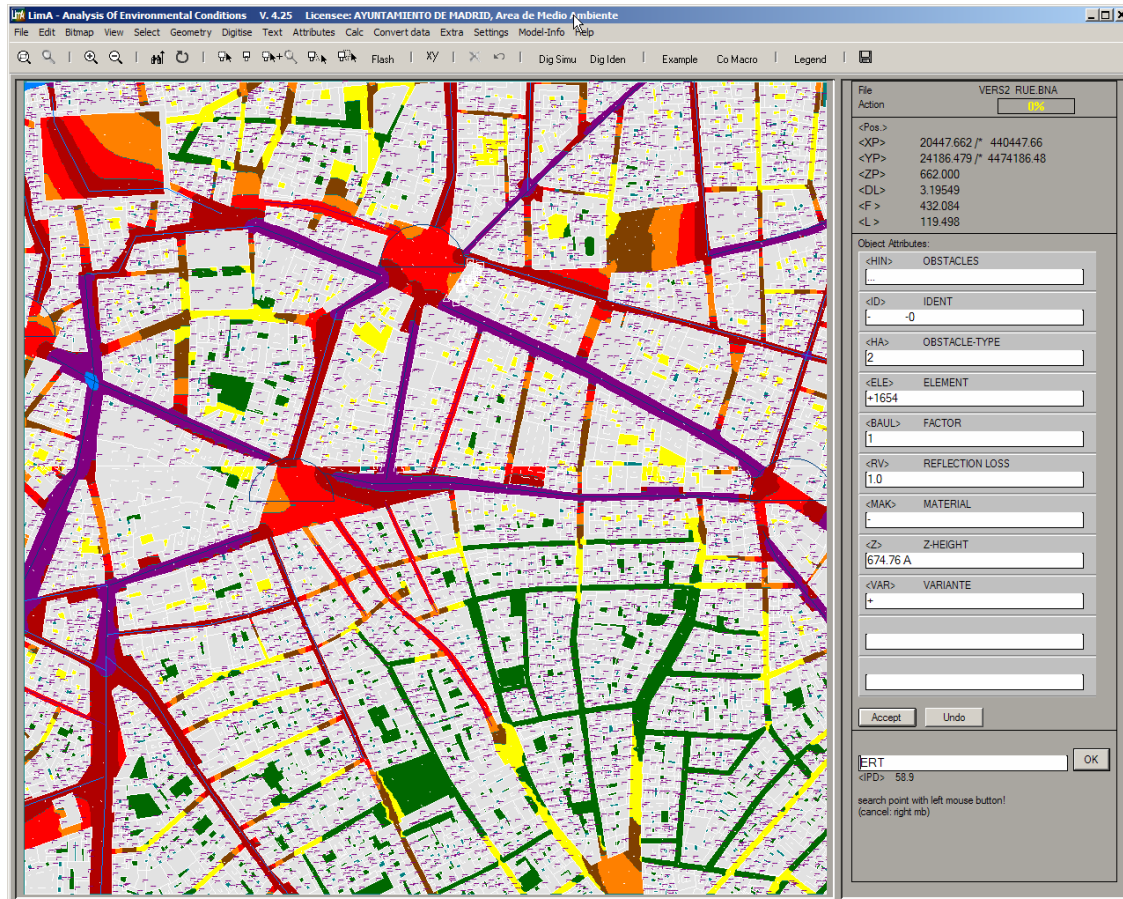 LimA - Analysis Of Environmental Conditions V. 4.25 Licensee: AYUNTAMIENTO DE MADRID, Area de Medio Ambiente
File Edit Bitmap View Select Geometry Digitise Text Attributes Calc Convert data Extra Settings Model-Info Help
Flash XY Dig Simu Dig Iden Example Co Macro Legend
File VERS2 RUE.BNA
Action 0%
<Pos.>
<XP> 20447.662 /* 440447.66
<YP> 24186.479 /* 4474186.48
<ZP> 662.000
<DL> 3.19549
<F > 432.084
<L > 119.498
Object Attributes:
<HIN> OBSTACLES
...
<ID> IDENT
- -0
<HA> OBSTACLE-TYPE
2
<ELE> ELEMENT
+1654
<BAUL> FACTOR
1
<RV> REFLECTION LOSS
1.0
<MAK> MATERIAL
-
<Z> Z-HEIGHT
674.76 A
<VAR> VARIANTE
+
Accept Undo
ERT OK
<IPD> 58.9
search point with left mouse button!
(cancel: right mb)